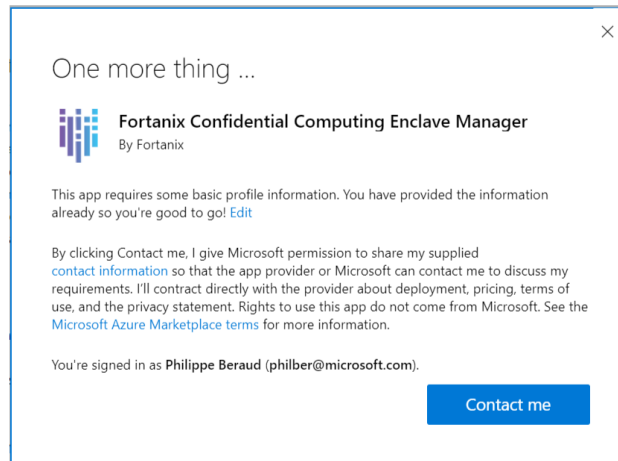 One more thing ...
Fortanix Confidential Computing Enclave Manager
By Fortanix
This app requires some basic profile information. You have provided the information
already so you're good to go! Edit
By clicking Contact me, I give Microsoft permission to share my supplied
contact information so that the app provider or Microsoft can contact me to discuss my
requirements. I'll contract directly with the provider about deployment, pricing, terms of
use, and the privacy statement. Rights to use this app do not come from Microsoft. See the
Microsoft Azure Marketplace terms for more information.
You're signed in as Philippe Beraud (philber@microsoft.com).
Contact me